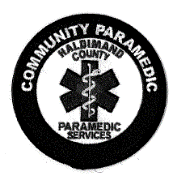 COMMUNITY PARAMEDIC
HALDIMAND
COUNTY
PARAMEDIC
SERVICES